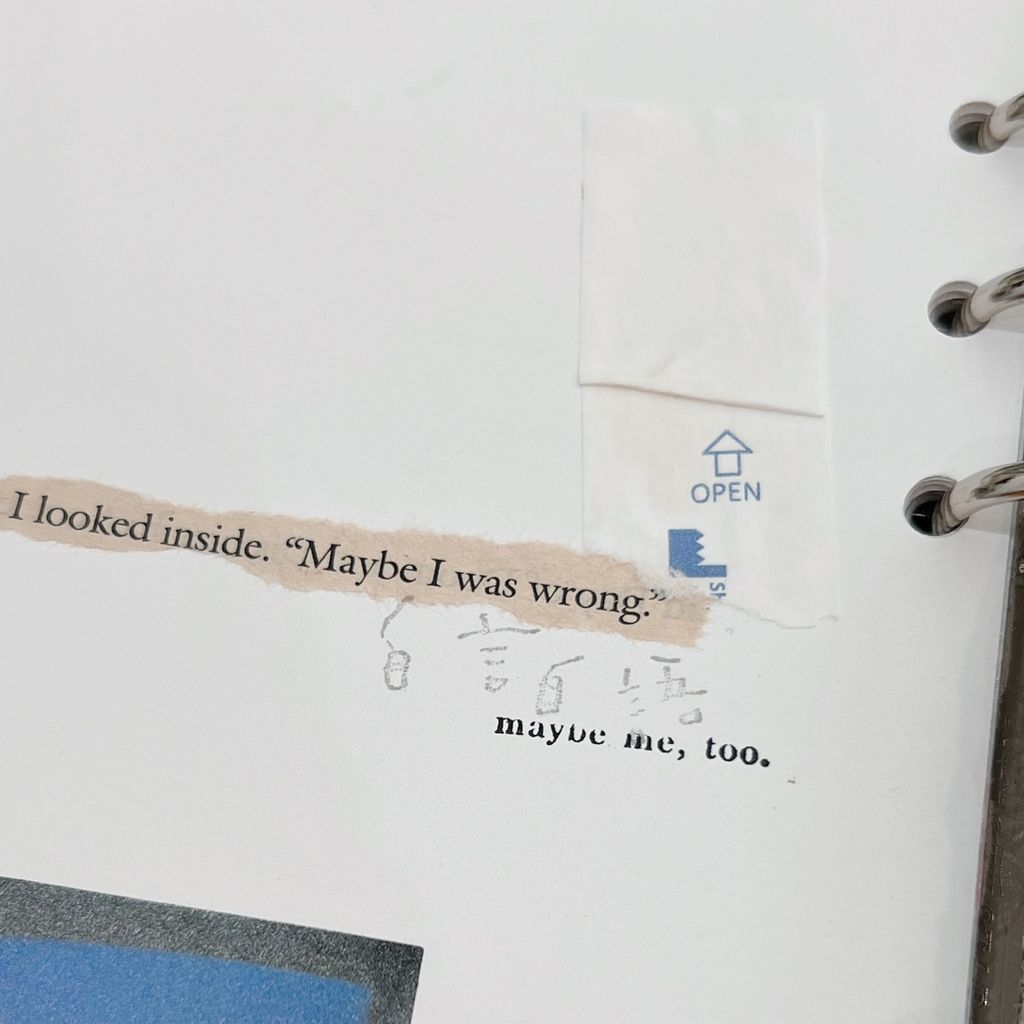 OPEN
I looked inside. “Maybe I was wrong.”
自言自語
maybe me, too.